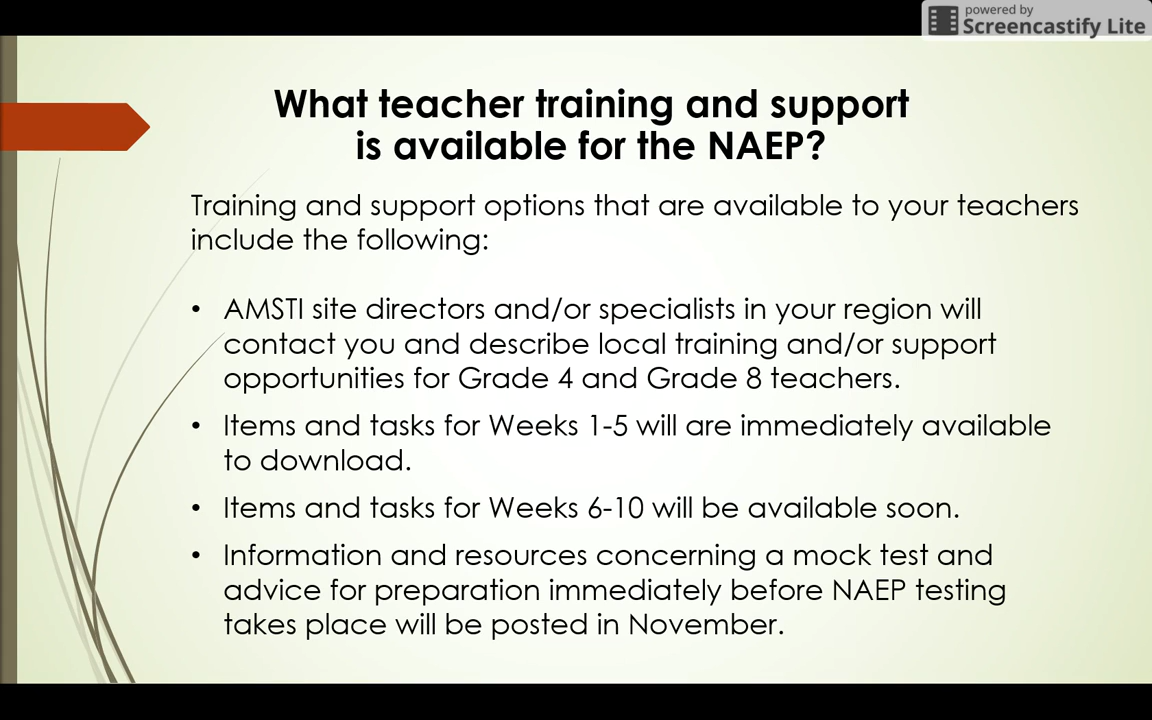 powered by
Screencastify Lite
What teacher training and support
is available for the NAEP?
Training and support options that are available to your teachers
include the following:
• AMSTI site directors and/or specialists in your region will
contact you and describe local training and/or support
opportunities for Grade 4 and Grade 8 teachers.
• Items and tasks for Weeks 1-5 will are immediately available
to download.
• Items and tasks for Weeks 6-10 will be available soon.
• Information and resources concerning a mock test and
advice for preparation immediately before NAEP testing
takes place will be posted in November.